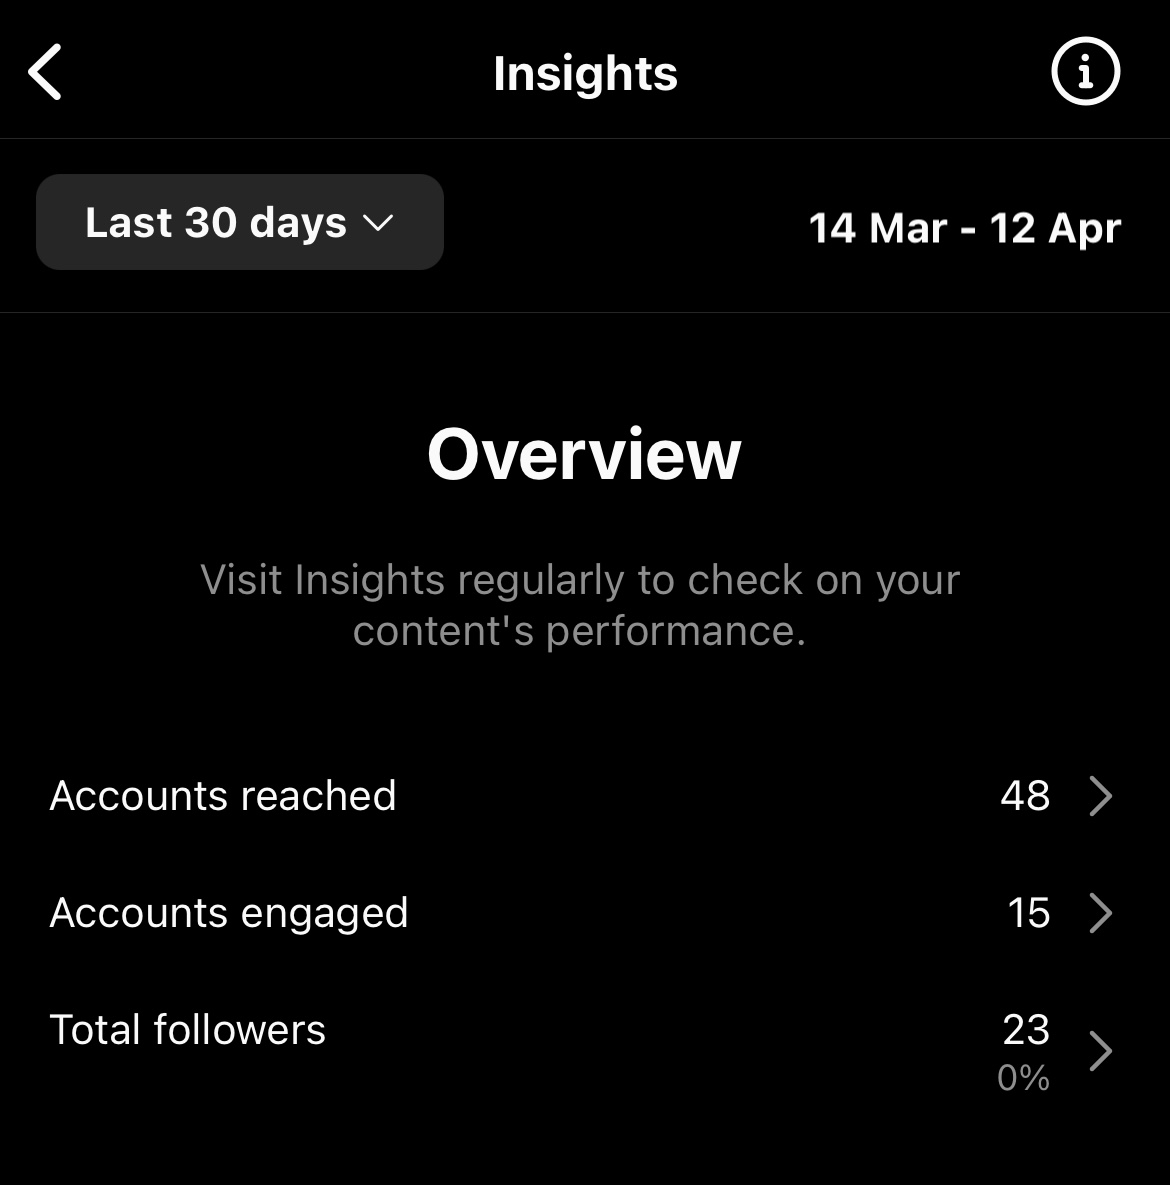 Insights
Last 30 days
14 Mar - 12 Apr
Overview
Visit Insights regularly to check on your
content's performance.
Accounts reached 48
Accounts engaged 15
Total followers 23
0%